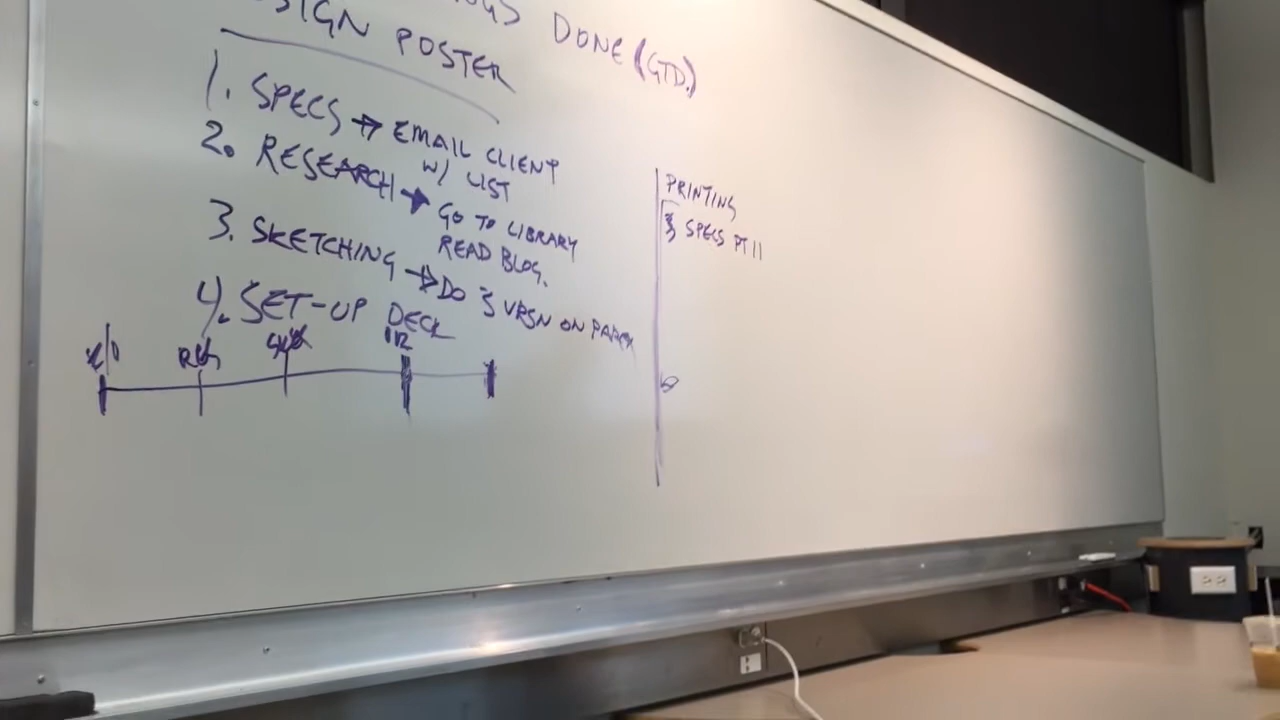 DONE (GTD.)
SIGN POSTER
1. SPECS → EMAIL CLIENT
W/ LIST
2. RESEARCH → GO TO LIBRARY
READ BLOG.
3. SKETCHING → DO 3 VRSN ON PAPER
4. SET-UP DECK
PRINTING
SPECS PT II